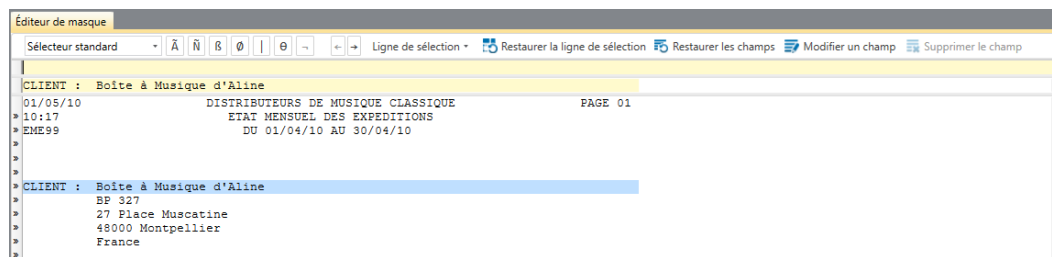 Éditeur de masque
Sélecteur standard Ã Ñ ß Ø | Θ ¬ ← → Ligne de sélection Restaurer la ligne de sélection Restaurer les champs Modifier un champ Supprimer le champ
CLIENT : Boîte à Musique d'Aline
01/05/10 DISTRIBUTEURS DE MUSIQUE CLASSIQUE PAGE 01
10:17 ETAT MENSUEL DES EXPEDITIONS
EME99 DU 01/04/10 AU 30/04/10
CLIENT : Boîte à Musique d'Aline
BP 327
27 Place Muscatine
48000 Montpellier
France